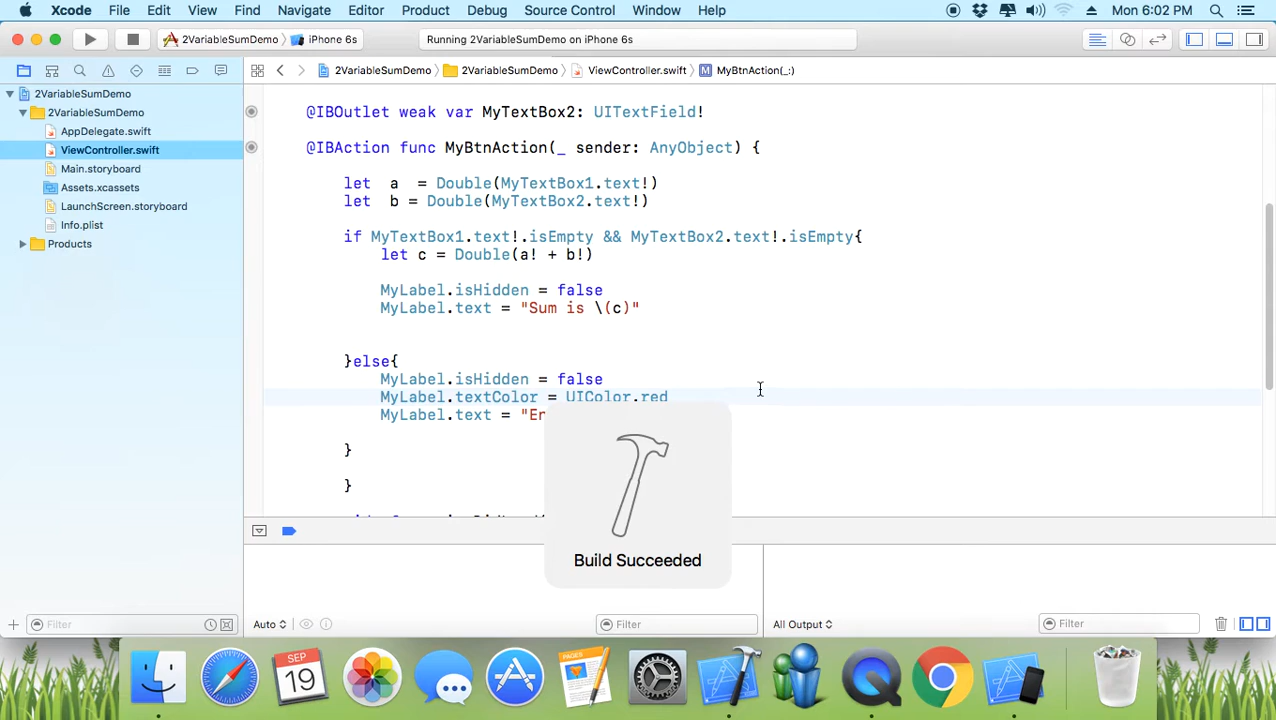 Xcode File Edit View Find Navigate Editor Product Debug Source Control Window Help Mon 6:02 PM
2VariableSumDemo iPhone 6s Running 2VariableSumDemo on iPhone 6s
2VariableSumDemo 2VariableSumDemo ViewController.swift M MyBtnAction(_:)
2VariableSumDemo
2VariableSumDemo
AppDelegate.swift
ViewController.swift
Main.storyboard
Assets.xcassets
LaunchScreen.storyboard
Info.plist
Products
@IBOutlet weak var MyTextBox2: UITextField!
@IBAction func MyBtnAction(_ sender: AnyObject) {
let a = Double(MyTextBox1.text!)
let b = Double(MyTextBox2.text!)
if MyTextBox1.text!.isEmpty && MyTextBox2.text!.isEmpty{
let c = Double(a! + b!)
MyLabel.isHidden = false
MyLabel.text = "Sum is \(c)"
}else{
MyLabel.isHidden = false
MyLabel.textColor = UIColor.red
MyLabel.text = "En
}
}
Build Succeeded
Filter
Auto
Filter
All Output
Filter
SEP
19
PAGES